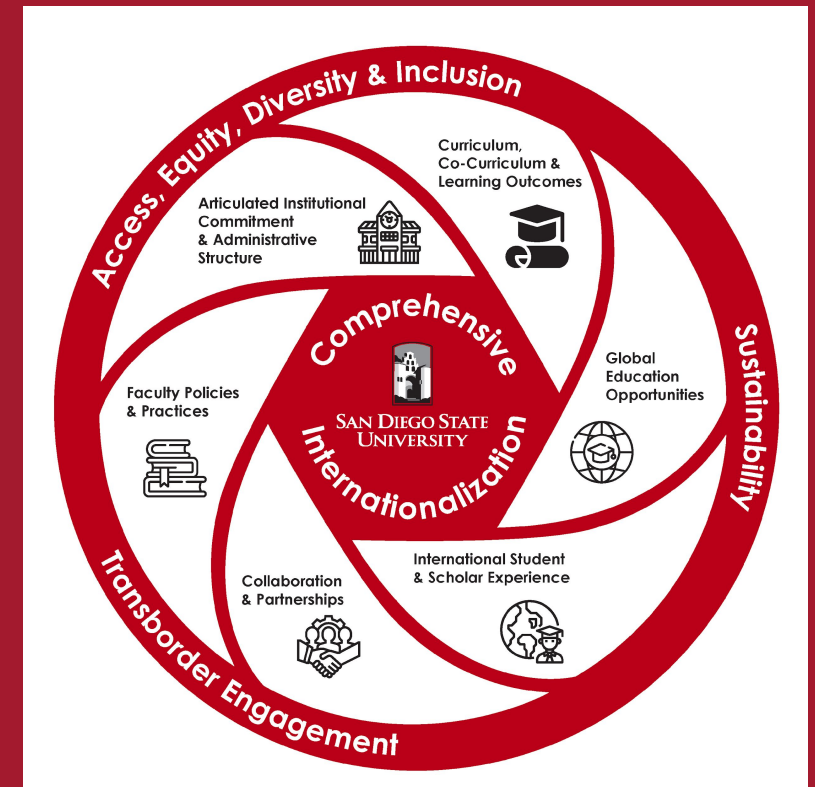 Access, Equity, Diversity & Inclusion
Curriculum,
Co-Curriculum &
Learning Outcomes
Articulated Institutional
Commitment
& Administrative
Structure
Comprehensive
SAN DIEGO STATE
UNIVERSITY
Internationalization
Sustainability
Global
Education
Opportunities
Faculty Policies
& Practices
International Student
& Scholar Experience
Collaboration
& Partnerships
Transborder Engagement